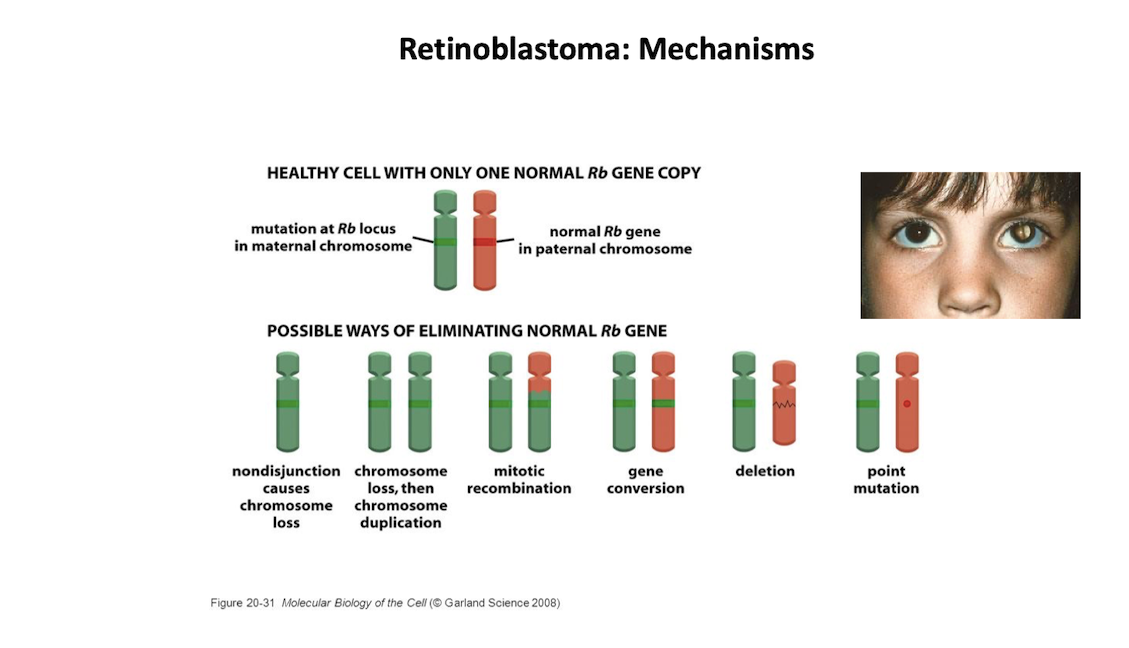 Retinoblastoma: Mechanisms
HEALTHY CELL WITH ONLY ONE NORMAL Rb GENE COPY
mutation at Rb locus
in maternal chromosome
normal Rb gene
in paternal chromosome
POSSIBLE WAYS OF ELIMINATING NORMAL Rb GENE
nondisjunction
causes
chromosome
loss
chromosome
loss, then
chromosome
duplication
mitotic
recombination
gene
conversion
deletion
point
mutation
Figure 20-31 Molecular Biology of the Cell (© Garland Science 2008)